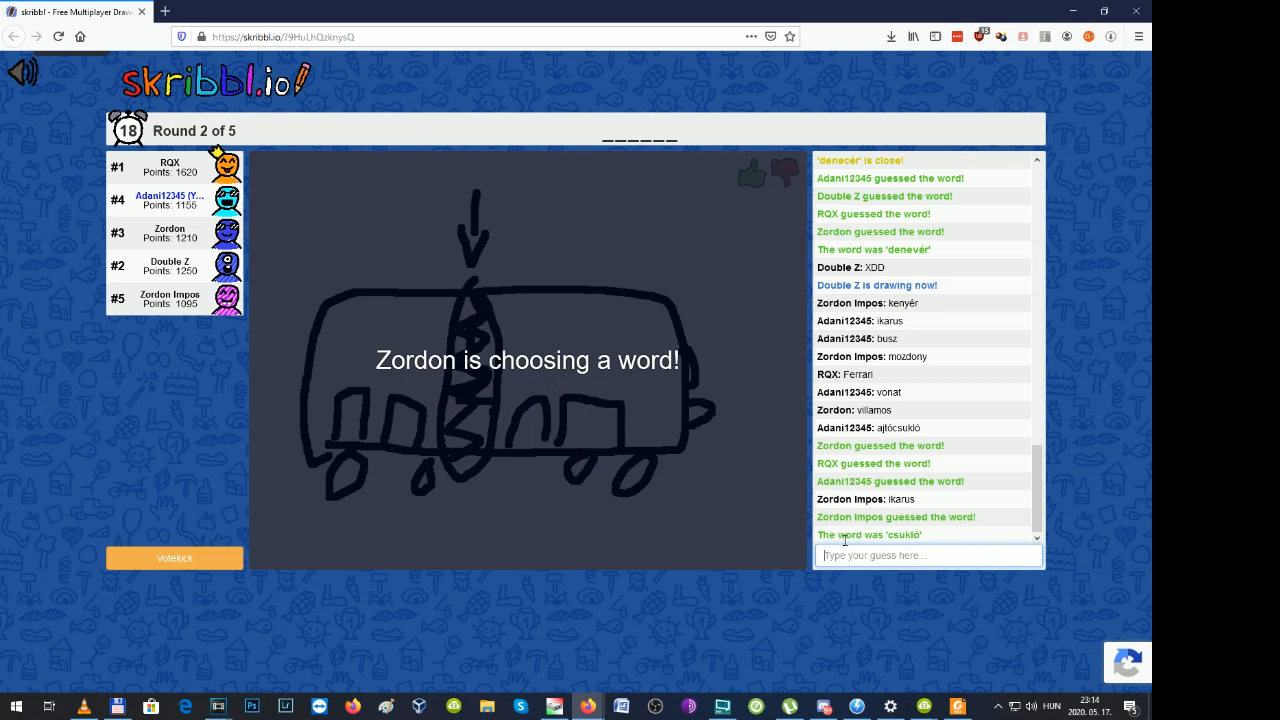 skribbl - Free Multiplayer Draw
https://skribbl.io/?9HuLhQzknysQ
15
skribbl.io
18
Round 2 of 5
______
#1
RQX
Points: 1620
#4
Adani12345 (Y...
Points: 1155
#3
Zordon
Points: 1210
#2
Double Z
Points: 1250
#5
Zordon Impos
Points: 1095
Votekick
Zordon is choosing a word!
'denecér' is close!
Adani12345 guessed the word!
Double Z guessed the word!
RQX guessed the word!
Zordon guessed the word!
The word was 'denevér'
Double Z: XDD
Double Z is drawing now!
Zordon Impos: kenyér
Adani12345: ikarus
Adani12345: busz
Zordon Impos: mozdony
RQX: Ferrari
Adani12345: vonat
Zordon: villamos
Adani12345: ajtócsukló
Zordon guessed the word!
RQX guessed the word!
Adani12345 guessed the word!
Zordon Impos: ikarus
Zordon Impos guessed the word!
The word was 'csukló'
Type your guess here...
HUN
23:14
2020. 05. 17.